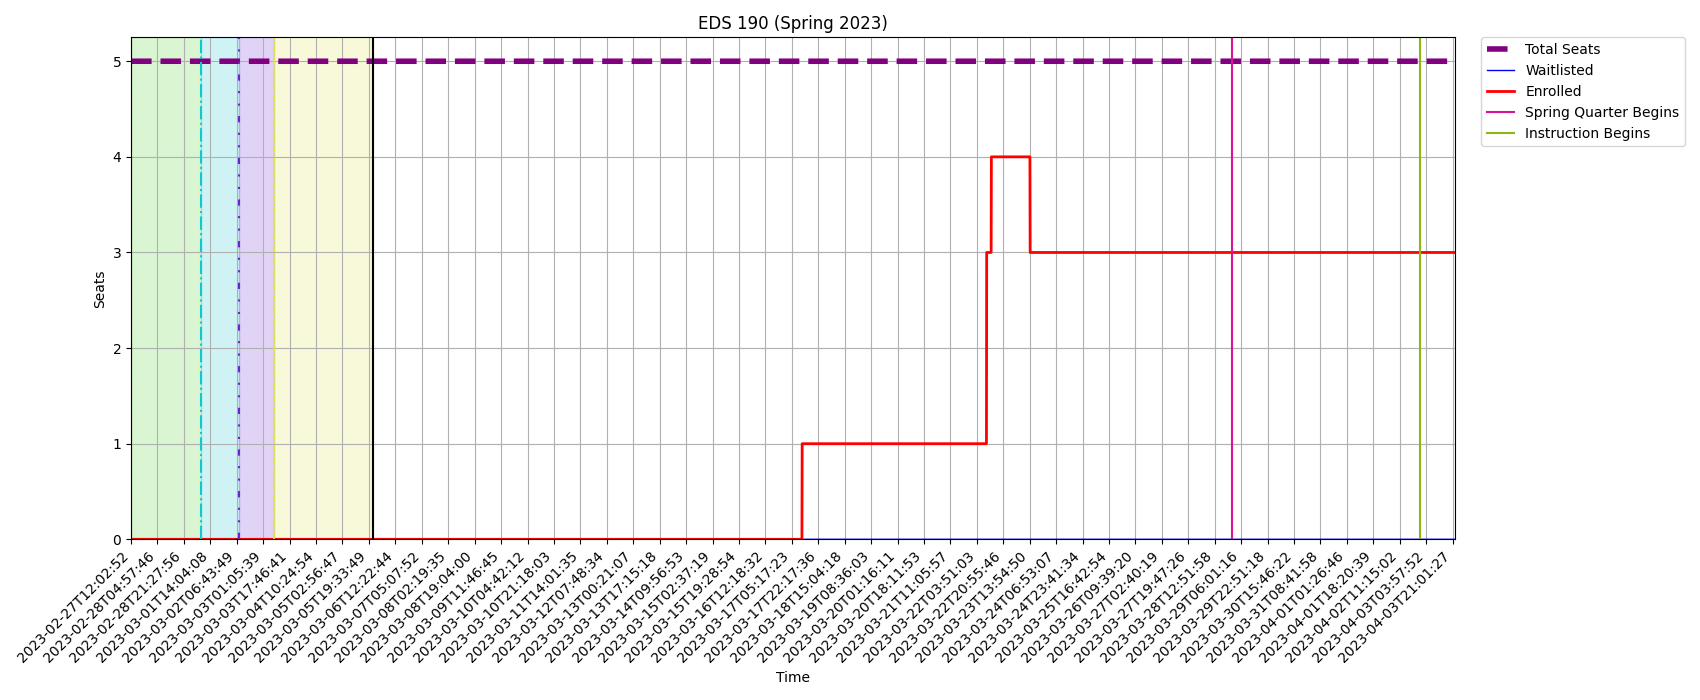 EDS 190 (Spring 2023)
Total Seats
Waitlisted
Enrolled
Spring Quarter Begins
Instruction Begins
5
4
3
2
1
0
Seats
2023-02-27T12:02:52
2023-02-28T04:57:46
2023-02-28T21:27:56
2023-03-01T14:04:08
2023-03-02T06:43:49
2023-03-03T01:05:39
2023-03-03T17:46:41
2023-03-04T10:24:54
2023-03-05T02:56:47
2023-03-05T19:33:49
2023-03-06T12:22:44
2023-03-07T05:07:52
2023-03-08T02:19:35
2023-03-08T19:04:00
2023-03-09T11:46:45
2023-03-10T04:42:12
2023-03-10T21:18:03
2023-03-11T14:01:35
2023-03-12T07:48:34
2023-03-13T00:21:07
2023-03-13T17:15:18
2023-03-14T09:56:53
2023-03-15T02:37:19
2023-03-15T19:28:54
2023-03-16T12:18:32
2023-03-17T05:17:23
2023-03-17T22:17:36
2023-03-18T15:04:18
2023-03-19T08:36:03
2023-03-20T01:16:11
2023-03-20T18:11:53
2023-03-21T11:05:57
2023-03-22T03:51:03
2023-03-22T20:55:46
2023-03-23T13:54:50
2023-03-24T06:53:07
2023-03-24T23:41:34
2023-03-25T16:42:54
2023-03-26T09:39:20
2023-03-27T02:40:19
2023-03-27T19:47:26
2023-03-28T12:51:58
2023-03-29T06:01:16
2023-03-29T22:51:18
2023-03-30T15:46:22
2023-03-31T08:41:58
2023-04-01T01:26:46
2023-04-01T18:20:39
2023-04-02T11:15:02
2023-04-03T03:57:52
2023-04-03T21:01:27
Time